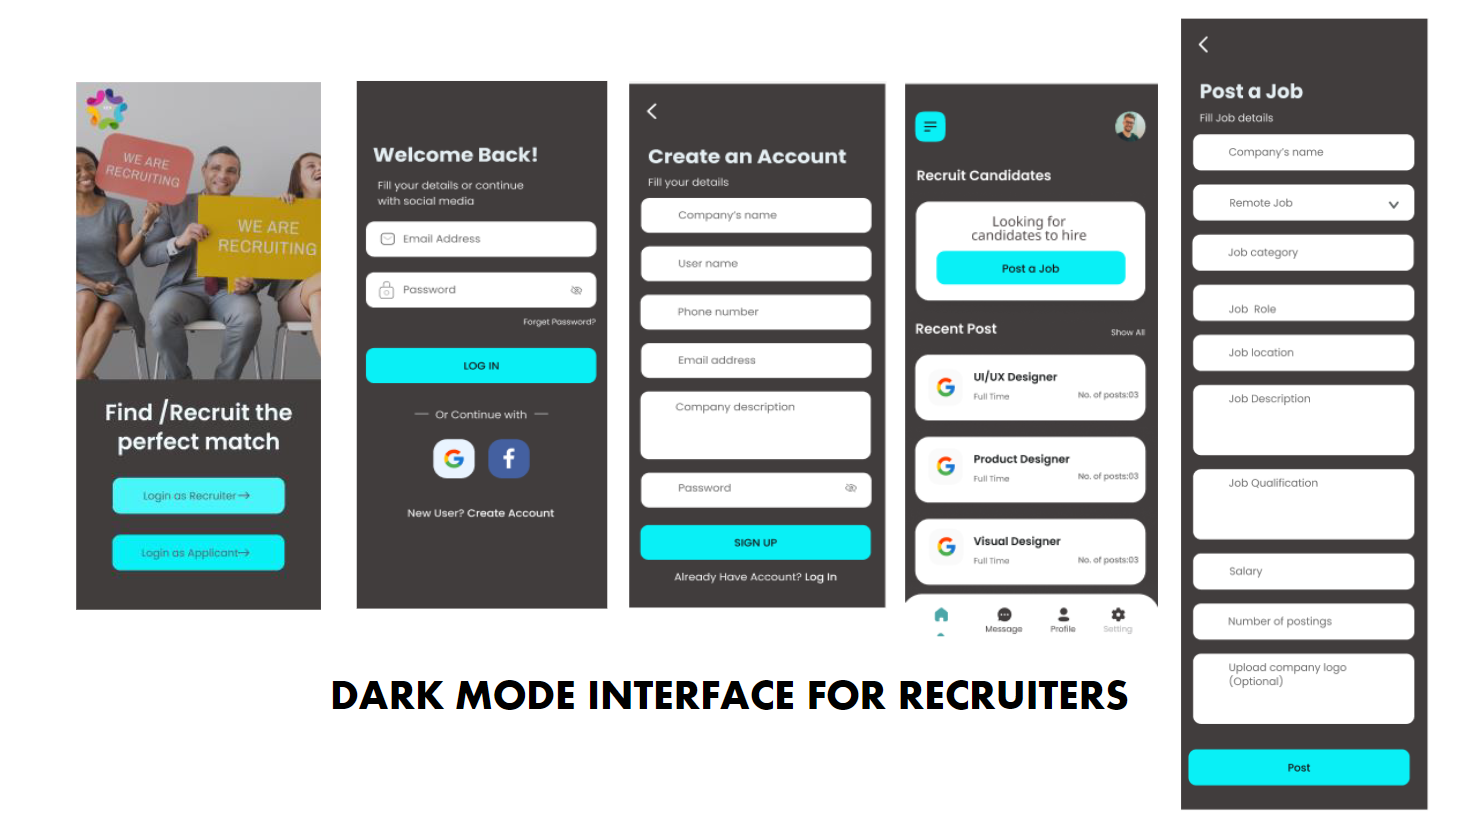 WE ARE
RECRUITING
WE ARE
RECRUITING
Find /Recruit the
perfect match
Login as Recruiter→
Login as Applicant→
Welcome Back!
Fill your details or continue
with social media
Email Address
Password
Forget Password?
LOG IN
Or Continue with
G
f
New User? Create Account
Create an Account
Fill your details
Company's name
User name
Phone number
Email address
Company description
Password
SIGN UP
Already Have Account? Log In
Recruit Candidates
Looking for
candidates to hire
Post a Job
Recent Post
Show All
G
UI/UX Designer
Full Time
No. of posts:03
G
Product Designer
Full Time
No. of posts:03
G
Visual Designer
Full Time
No. of posts:03
Message
Profile
Setting
Post a Job
Fill Job details
Company's name
Remote Job
Job category
Job Role
Job location
Job Description
Job Qualification
Salary
Number of postings
Upload company logo
(Optional)
Post
DARK MODE INTERFACE FOR RECRUITERS